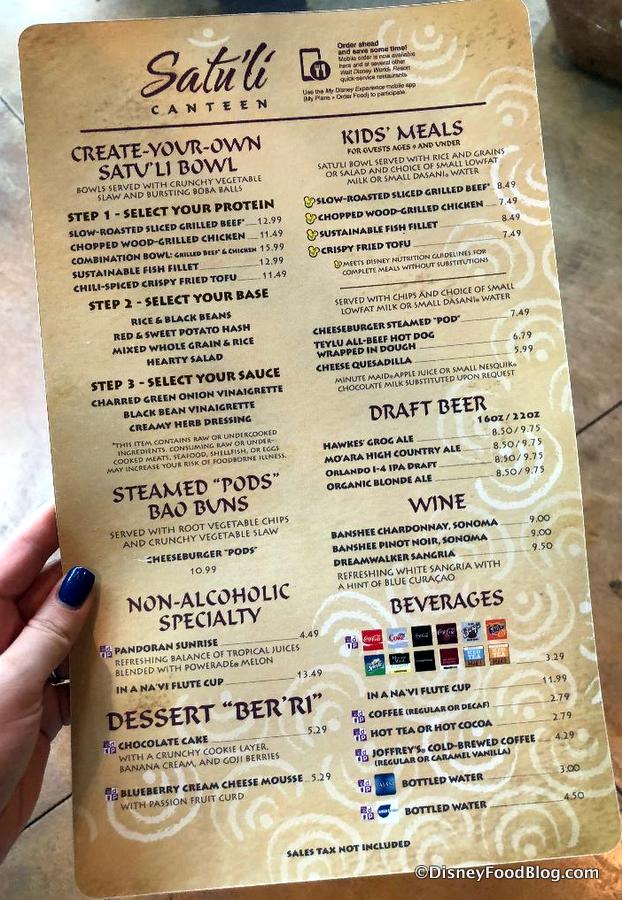 Satu'li
CANTEEN
Order ahead
and save some time!
Mobile order is now available
here and at several other
Walt Disney World® Resort
quick-service restaurants.
Use the My Disney Experience mobile app
(My Plans > Order Food) to participate.
CREATE-YOUR-OWN
SATU'LI BOWL
BOWLS SERVED WITH CRUNCHY VEGETABLE
SLAW AND BURSTING BOBA BALLS
STEP 1 - SELECT YOUR PROTEIN
SLOW-ROASTED SLICED GRILLED BEEF* 12.99
CHOPPED WOOD-GRILLED CHICKEN 11.49
COMBINATION BOWL: GRILLED BEEF* & CHICKEN 15.99
SUSTAINABLE FISH FILLET 12.99
CHILI-SPICED CRISPY FRIED TOFU 11.49
STEP 2 - SELECT YOUR BASE
RICE & BLACK BEANS
RED & SWEET POTATO HASH
MIXED WHOLE GRAIN & RICE
HEARTY SALAD
STEP 3 - SELECT YOUR SAUCE
CHARRED GREEN ONION VINAIGRETTE
BLACK BEAN VINAIGRETTE
CREAMY HERB DRESSING
*THIS ITEM CONTAINS RAW OR UNDERCOOKED
INGREDIENTS. CONSUMING RAW OR UNDER-
COOKED MEATS, SEAFOOD, SHELLFISH, OR EGGS
MAY INCREASE YOUR RISK OF FOODBORNE ILLNESS.
STEAMED "PODS"
BAO BUNS
SERVED WITH ROOT VEGETABLE CHIPS
AND CRUNCHY VEGETABLE SLAW
CHEESEBURGER "PODS"
10.99
NON-ALCOHOLIC
SPECIALTY
PANDORAN SUNRISE 4.49
REFRESHING BALANCE OF TROPICAL JUICES
BLENDED WITH POWERADE® MELON
IN A NA'VI FLUTE CUP 13.49
DESSERT "BER'RI"
CHOCOLATE CAKE 5.29
WITH A CRUNCHY COOKIE LAYER,
BANANA CREAM, AND GOJI BERRIES
BLUEBERRY CREAM CHEESE MOUSSE 5.29
WITH PASSION FRUIT CURD
KIDS' MEALS
FOR GUESTS AGES 9 AND UNDER
SATULI BOWL SERVED WITH RICE AND GRAINS
OR SALAD AND CHOICE OF SMALL LOWFAT
MILK OR SMALL DASANI® WATER
SLOW-ROASTED SLICED GRILLED BEEF* 8.49
CHOPPED WOOD-GRILLED CHICKEN 7.49
SUSTAINABLE FISH FILLET 8.49
CRISPY FRIED TOFU 7.49
MEETS DISNEY NUTRITION GUIDELINES FOR
COMPLETE MEALS WITHOUT SUBSTITUTIONS
SERVED WITH CHIPS AND CHOICE OF SMALL
LOWFAT MILK OR SMALL DASANI® WATER
CHEESEBURGER STEAMED "POD" 7.49
TEYLU ALL-BEEF HOT DOG
WRAPPED IN DOUGH 6.79
CHEESE QUESADILLA 5.99
MINUTE MAID® APPLE JUICE OR SMALL NESQUIK®
CHOCOLATE MILK SUBSTITUTED UPON REQUEST
DRAFT BEER
16OZ / 22OZ
HAWKES' GROG ALE 8.50 / 9.75
MO'ARA HIGH COUNTRY ALE 8.50 / 9.75
ORLANDO I-4 IPA DRAFT 8.50 / 9.75
ORGANIC BLONDE ALE 8.50 / 9.75
WINE
BANSHEE CHARDONNAY, SONOMA 9.00
BANSHEE PINOT NOIR, SONOMA 9.00
DREAMWALKER SANGRIA 9.50
REFRESHING WHITE SANGRIA WITH
A HINT OF BLUE CURAÇAO
BEVERAGES
3.29
IN A NA'VI FLUTE CUP 11.99
COFFEE (REGULAR OR DECAF) 2.79
HOT TEA OR HOT COCOA 2.79
JOFFREY'S® COLD-BREWED COFFEE 4.29
(REGULAR OR CARAMEL VANILLA)
BOTTLED WATER 3.00
BOTTLED WATER 4.50
SALES TAX NOT INCLUDED
©DisneyFoodBlog.com